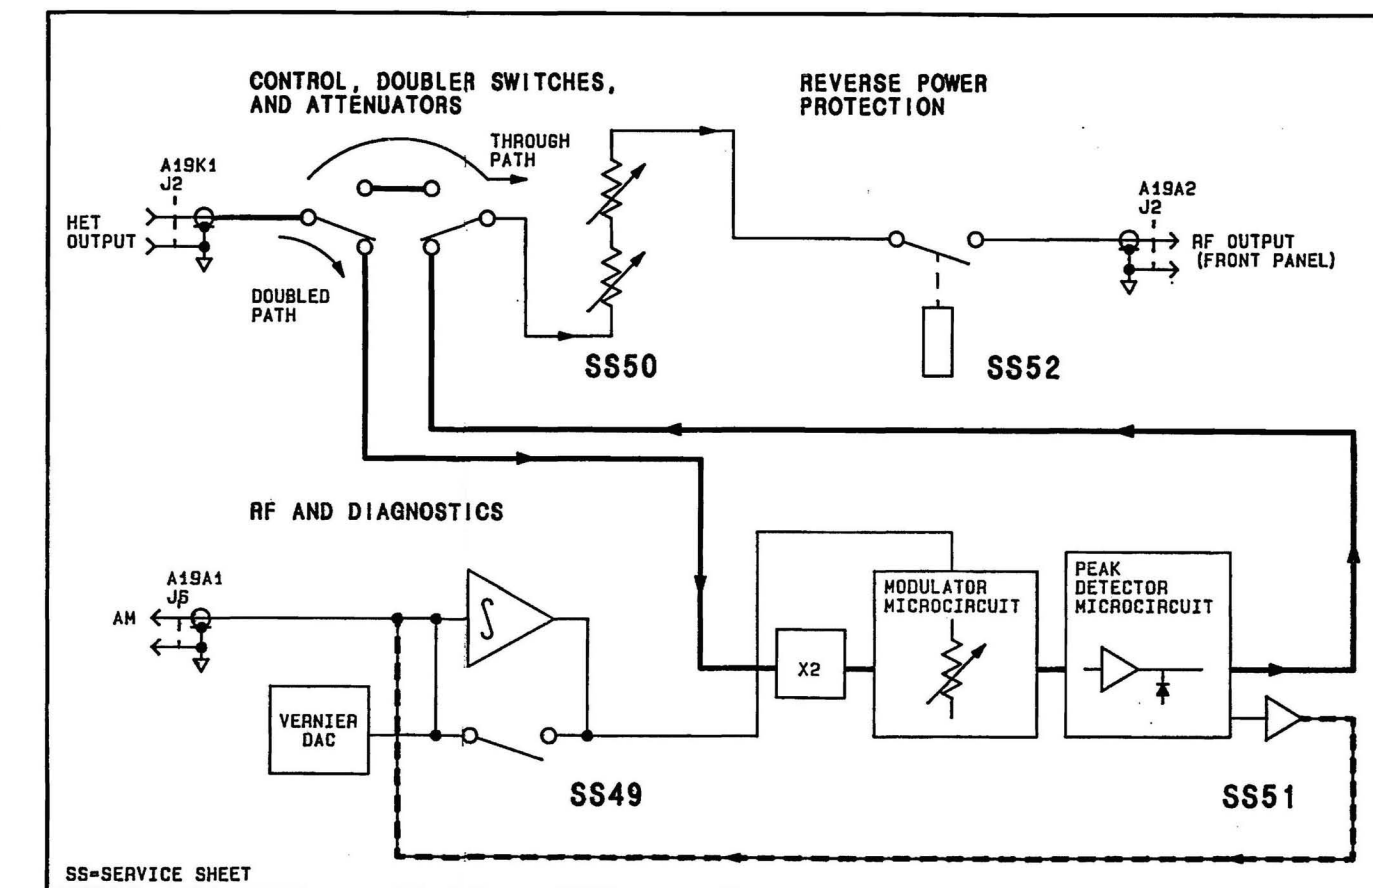 CONTROL, DOUBLER SWITCHES,
AND ATTENUATORS
REVERSE POWER
PROTECTION
THROUGH
PATH
A19K1
J2
HET
OUTPUT
DOUBLED
PATH
A19A2
J2
RF OUTPUT
(FRONT PANEL)
SS50
SS52
RF AND DIAGNOSTICS
A19A1
J6
AM
∫
VERNIER
DAC
X2
MODULATOR
MICROCIRCUIT
PEAK
DETECTOR
MICROCIRCUIT
SS49
SS51
SS=SERVICE SHEET